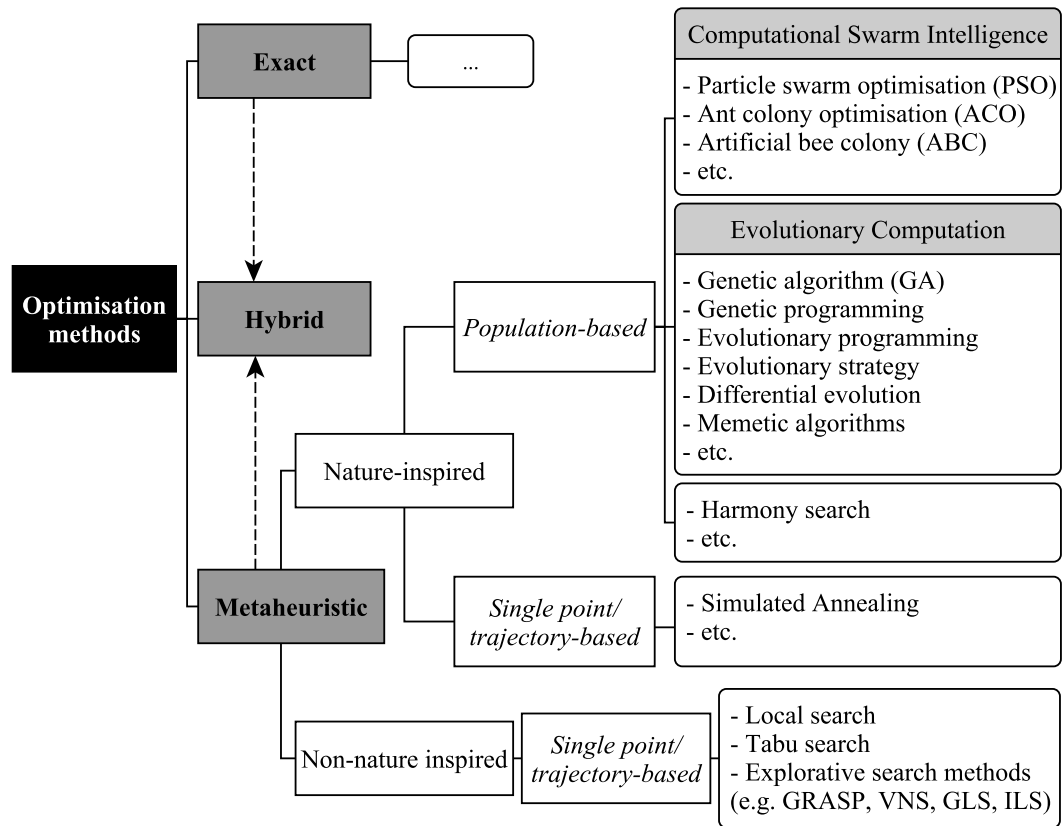 Optimisation
methods
Exact
...
Hybrid
Metaheuristic
Nature-inspired
Non-nature inspired
Population-based
Single point/
trajectory-based
Single point/
trajectory-based
Computational Swarm Intelligence
- Particle swarm optimisation (PSO)
- Ant colony optimisation (ACO)
- Artificial bee colony (ABC)
- etc.
Evolutionary Computation
- Genetic algorithm (GA)
- Genetic programming
- Evolutionary programming
- Evolutionary strategy
- Differential evolution
- Memetic algorithms
- etc.
- Harmony search
- etc.
- Simulated Annealing
- etc.
- Local search
- Tabu search
- Explorative search methods
(e.g. GRASP, VNS, GLS, ILS)